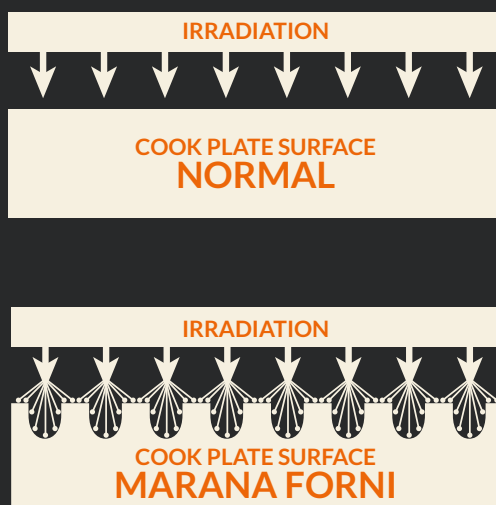 IRRADIATION
COOK PLATE SURFACE
NORMAL
IRRADIATION
COOK PLATE SURFACE
MARANA FORNI